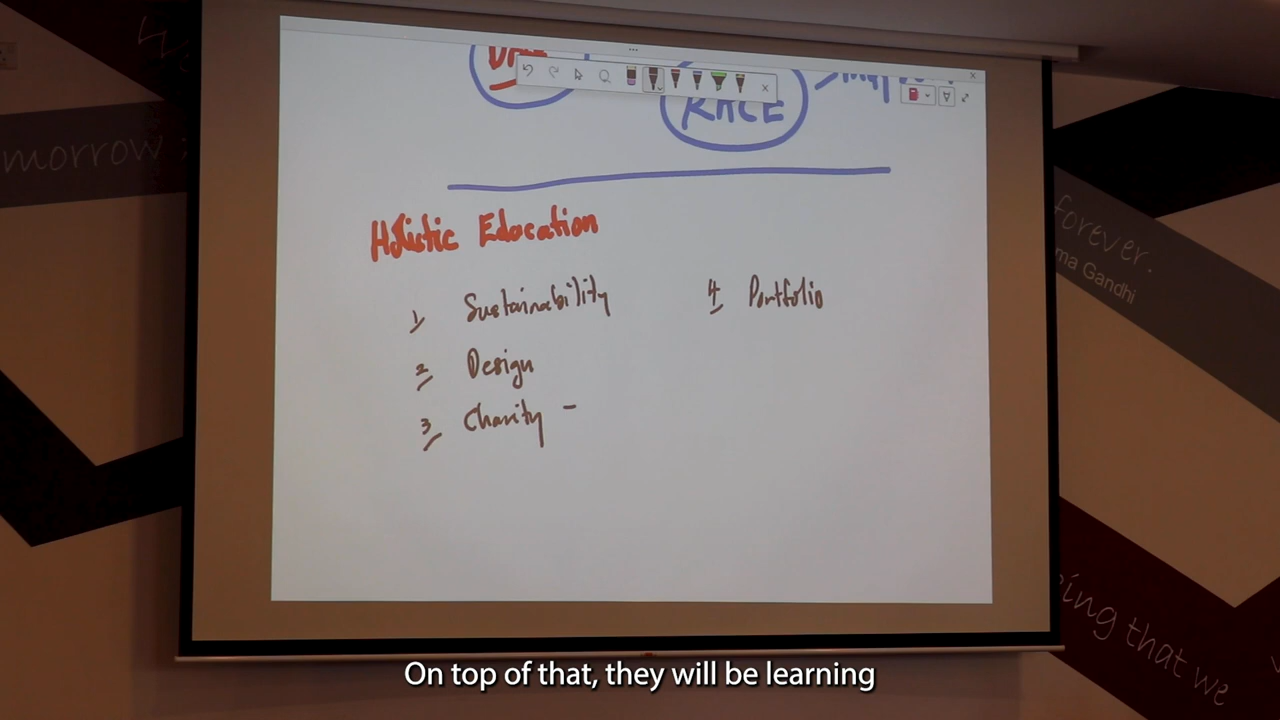 RACE
Holistic Education
1 Sustainability
4 Portfolio
2 Design
3 Charity -
morrow
forever.
ma Gandhi
ing that we
On top of that, they will be learning